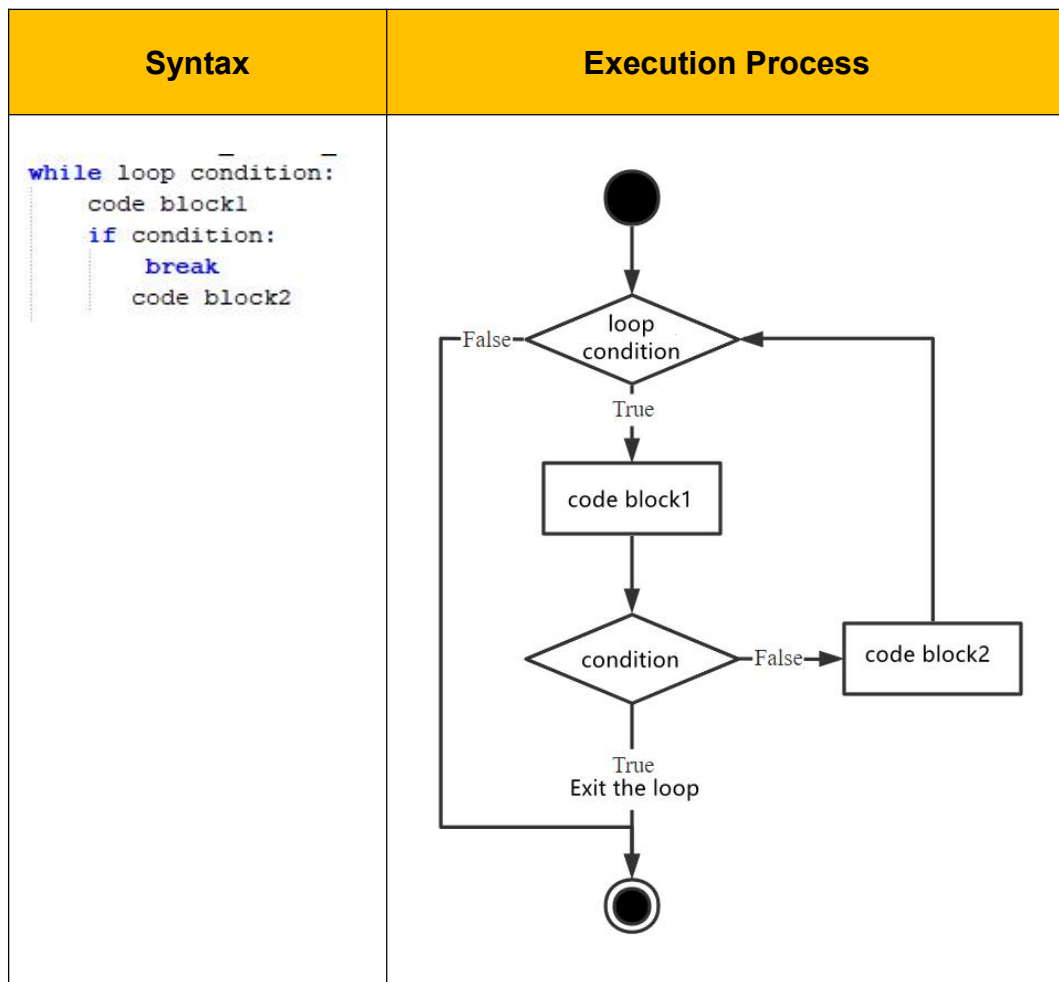 Syntax
Execution Process
while loop condition:
    code block1
    if condition:
        break
       code block2
loop
condition
False
True
code block1
condition
False
code block2
True
Exit the loop